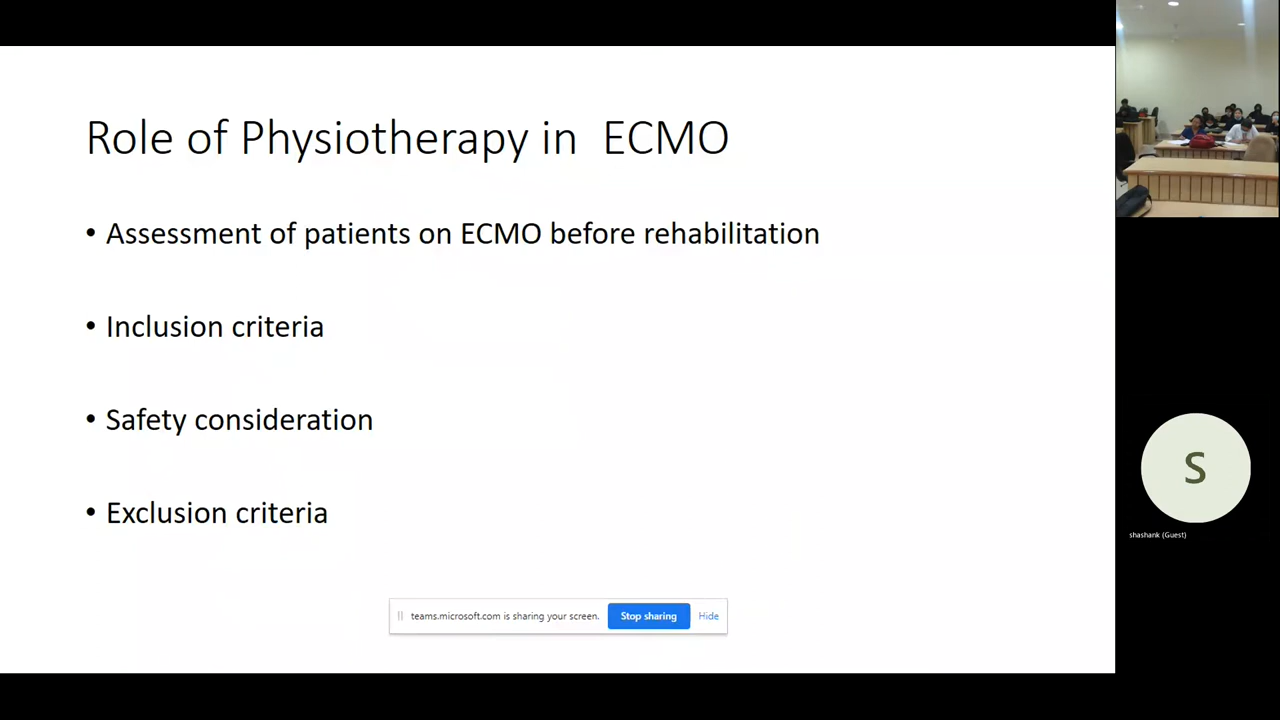 Role of Physiotherapy in ECMO
• Assessment of patients on ECMO before rehabilitation
• Inclusion criteria
• Safety consideration
• Exclusion criteria
teams.microsoft.com is sharing your screen. Stop sharing Hide
S
shashank (Guest)